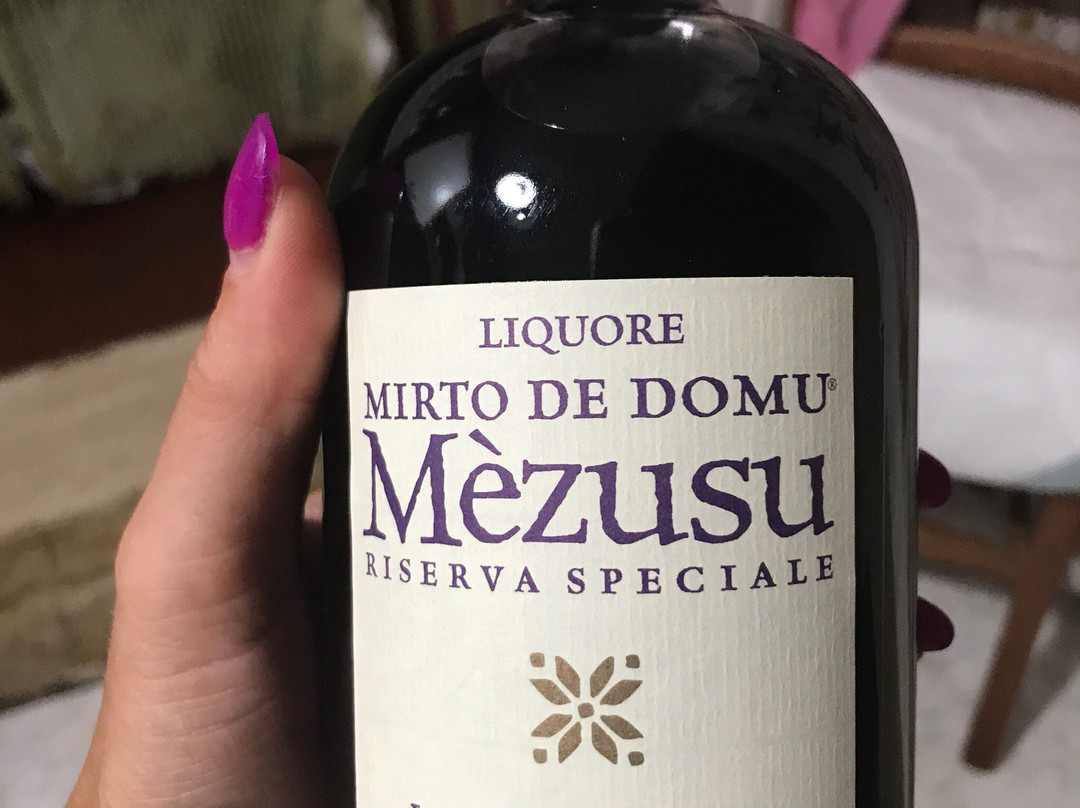 LIQUORE
MIRTO DE DOMU®
Mèzusu
RISERVA SPECIALE